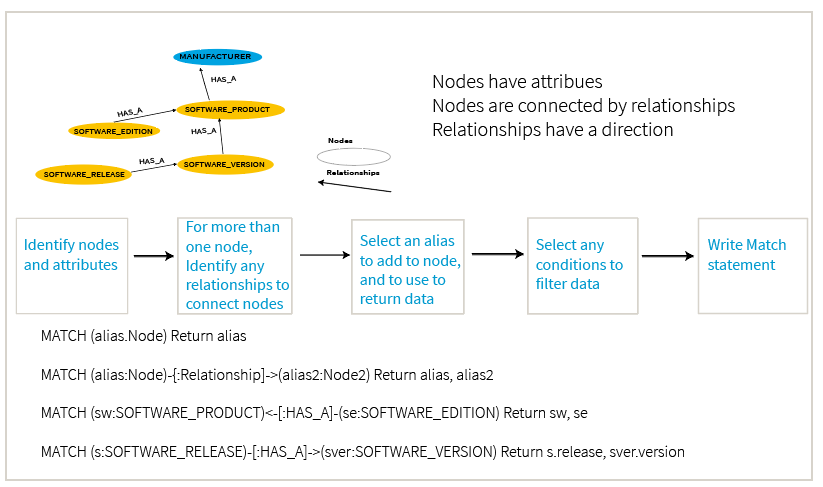 MANUFACTURER
HAS_A
SOFTWARE_PRODUCT
HAS_A
SOFTWARE_EDITION
HAS_A
SOFTWARE_VERSION
HAS_A
SOFTWARE_RELEASE
Nodes
Relationships
Nodes have attribues
Nodes are connected by relationships
Relationships have a direction
Identify nodes
and attributes
For more than
one node,
Identify any
relationships to
connect nodes
Select an alias
to add to node,
and to use to
return data
Select any
conditions to
filter data
Write Match
statement
MATCH (alias.Node) Return alias
MATCH (alias:Node)-{:Relationship]->(alias2:Node2) Return alias, alias2
MATCH (sw:SOFTWARE_PRODUCT)<-[:HAS_A]-(se:SOFTWARE_EDITION) Return sw, se
MATCH (s:SOFTWARE_RELEASE)-[:HAS_A]->(sver:SOFTWARE_VERSION) Return s.release, sver.version